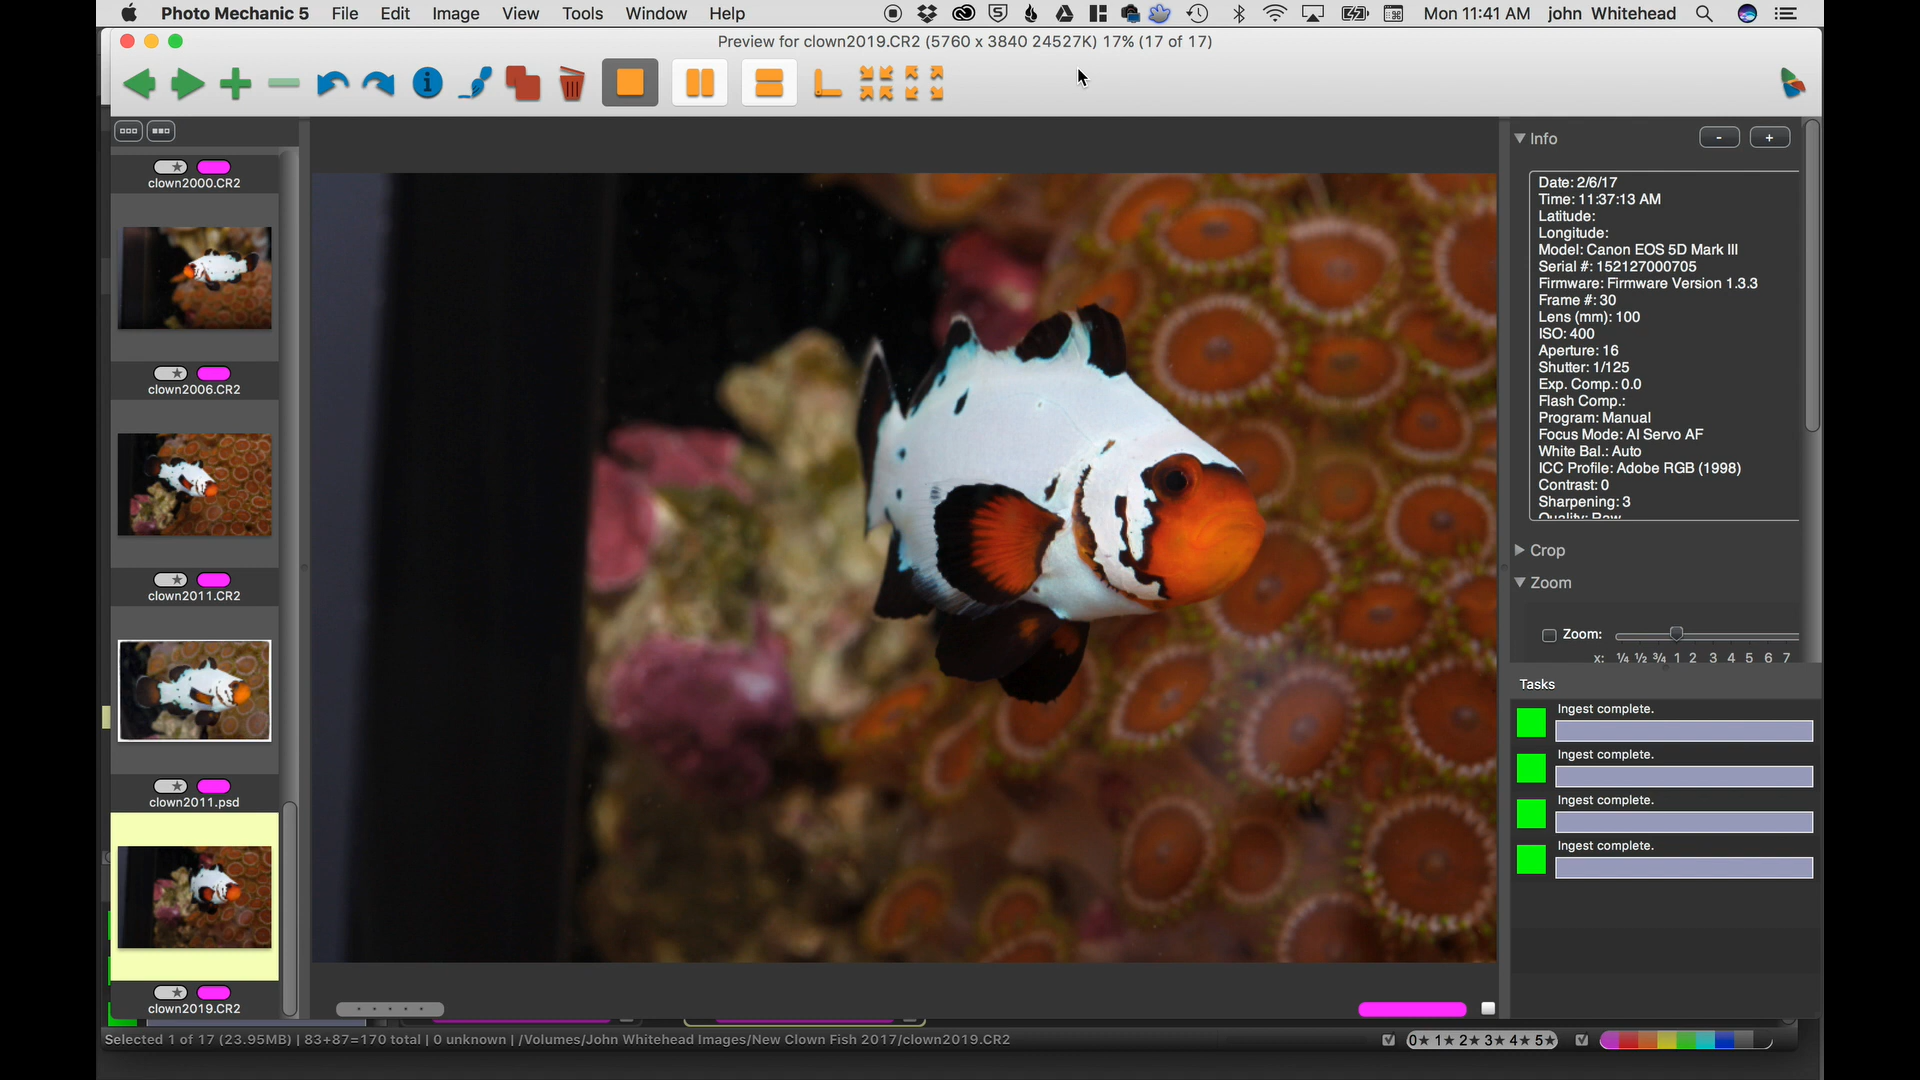 Photo Mechanic 5 File Edit Image View Tools Window Help Mon 11:41 AM john Whitehead
Preview for clown2019.CR2 (5760 x 3840 24527K) 17% (17 of 17)
clown2000.CR2
clown2006.CR2
clown2011.CR2
clown2011.psd
clown2019.CR2
Info
- +
Date: 2/6/17
Time: 11:37:13 AM
Latitude:
Longitude:
Model: Canon EOS 5D Mark III
Serial #: 152127000705
Firmware: Firmware Version 1.3.3
Frame #: 30
Lens (mm): 100
ISO: 400
Aperture: 16
Shutter: 1/125
Exp. Comp.: 0.0
Flash Comp.:
Program: Manual
Focus Mode: AI Servo AF
White Bal.: Auto
ICC Profile: Adobe RGB (1998)
Contrast: 0
Sharpening: 3
Quality: Raw
Crop
Zoom
Zoom:
x: ¼ ½ ¾ 1 2 3 4 5 6 7
Tasks
Ingest complete.
Ingest complete.
Ingest complete.
Ingest complete.
Selected 1 of 17 (23.95MB) | 83+87=170 total | 0 unknown | /Volumes/John Whitehead Images/New Clown Fish 2017/clown2019.CR2
0★ 1★ 2★ 3★ 4★ 5★